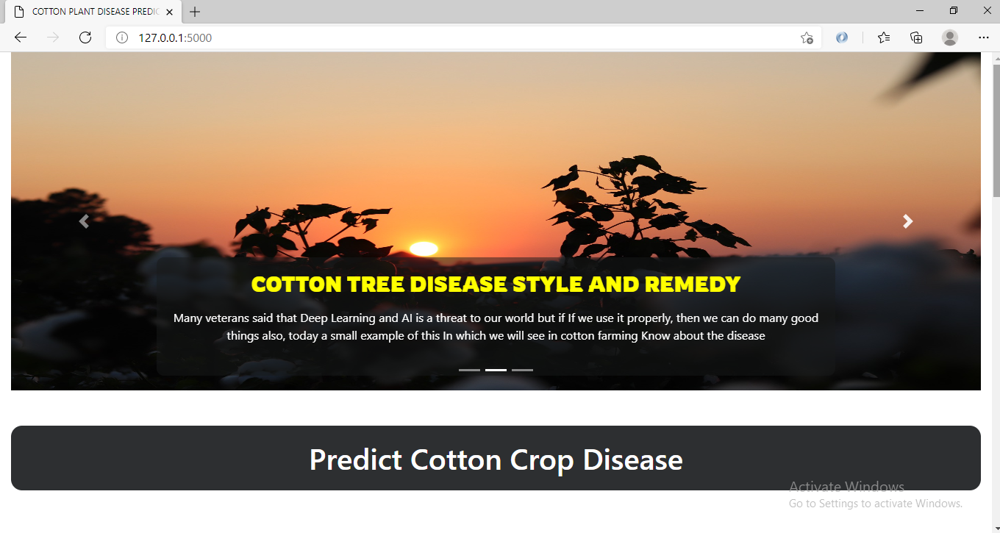 COTTON PLANT DISEASE PREDIC
127.0.0.1:5000
COTTON TREE DISEASE STYLE AND REMEDY
Many veterans said that Deep Learning and AI is a threat to our world but if If we use it properly, then we can do many good
things also, today a small example of this In which we will see in cotton farming Know about the disease
Predict Cotton Crop Disease
Activate Windows
Go to Settings to activate Windows.